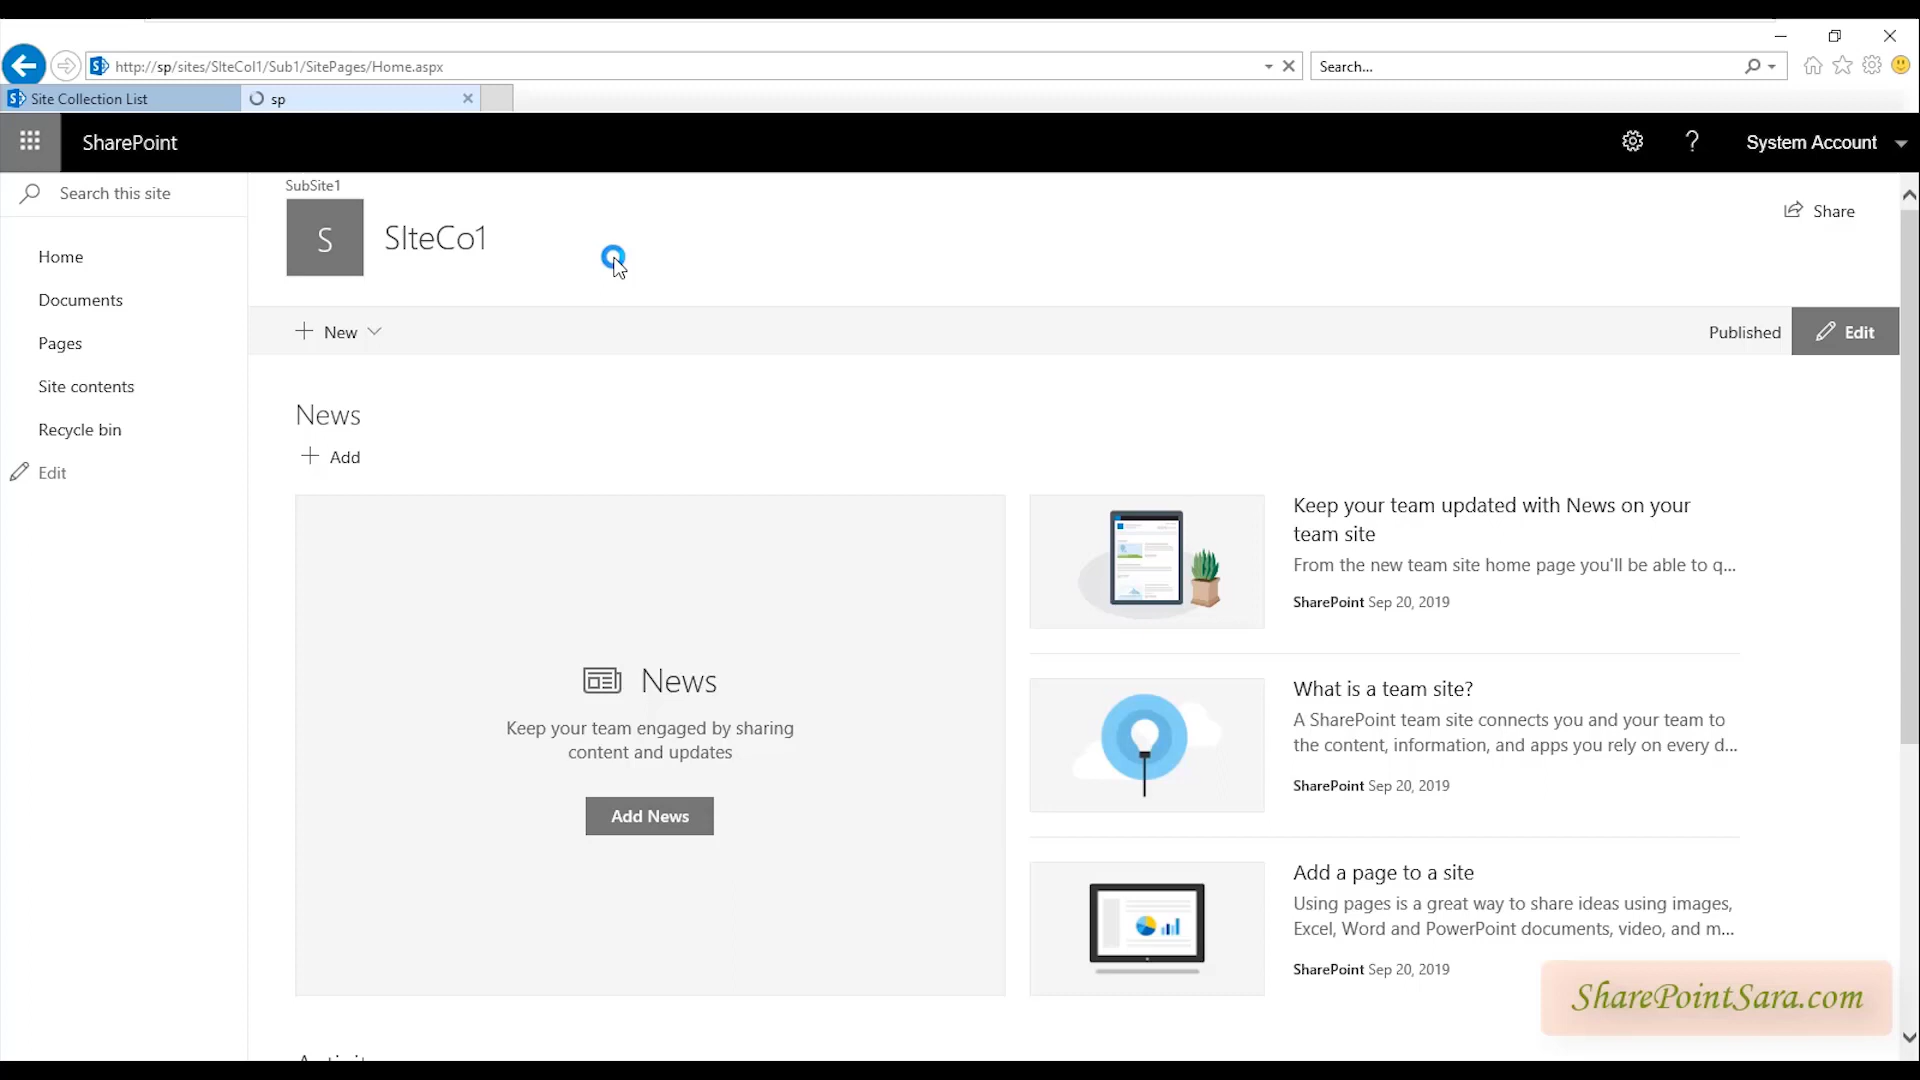 http://sp/sites/SIteCol1/Sub1/SitePages/Home.aspx
Search...
Site Collection List
sp
SharePoint
?
System Account
Search this site
SubSite1
S
SIteCo1
Share
Home
Documents
Pages
Site contents
Recycle bin
Edit
New
Published
Edit
News
Add
News
Keep your team engaged by sharing
content and updates
Add News
Keep your team updated with News on your
team site
From the new team site home page you'll be able to q...
SharePoint Sep 20, 2019
What is a team site?
A SharePoint team site connects you and your team to
the content, information, and apps you rely on every d...
SharePoint Sep 20, 2019
Add a page to a site
Using pages is a great way to share ideas using images,
Excel, Word and PowerPoint documents, video, and m...
SharePoint Sep 20, 2019
SharePointSara.com